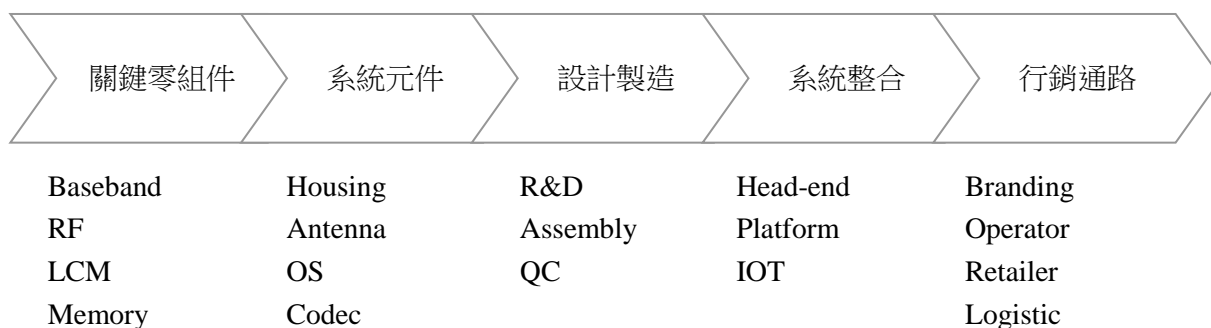 關鍵零組件 系統元件 設計製造 系統整合 行銷通路
Baseband Housing R&D Head-end Branding
RF Antenna Assembly Platform Operator
LCM OS QC IOT Retailer
Memory Codec Logistic